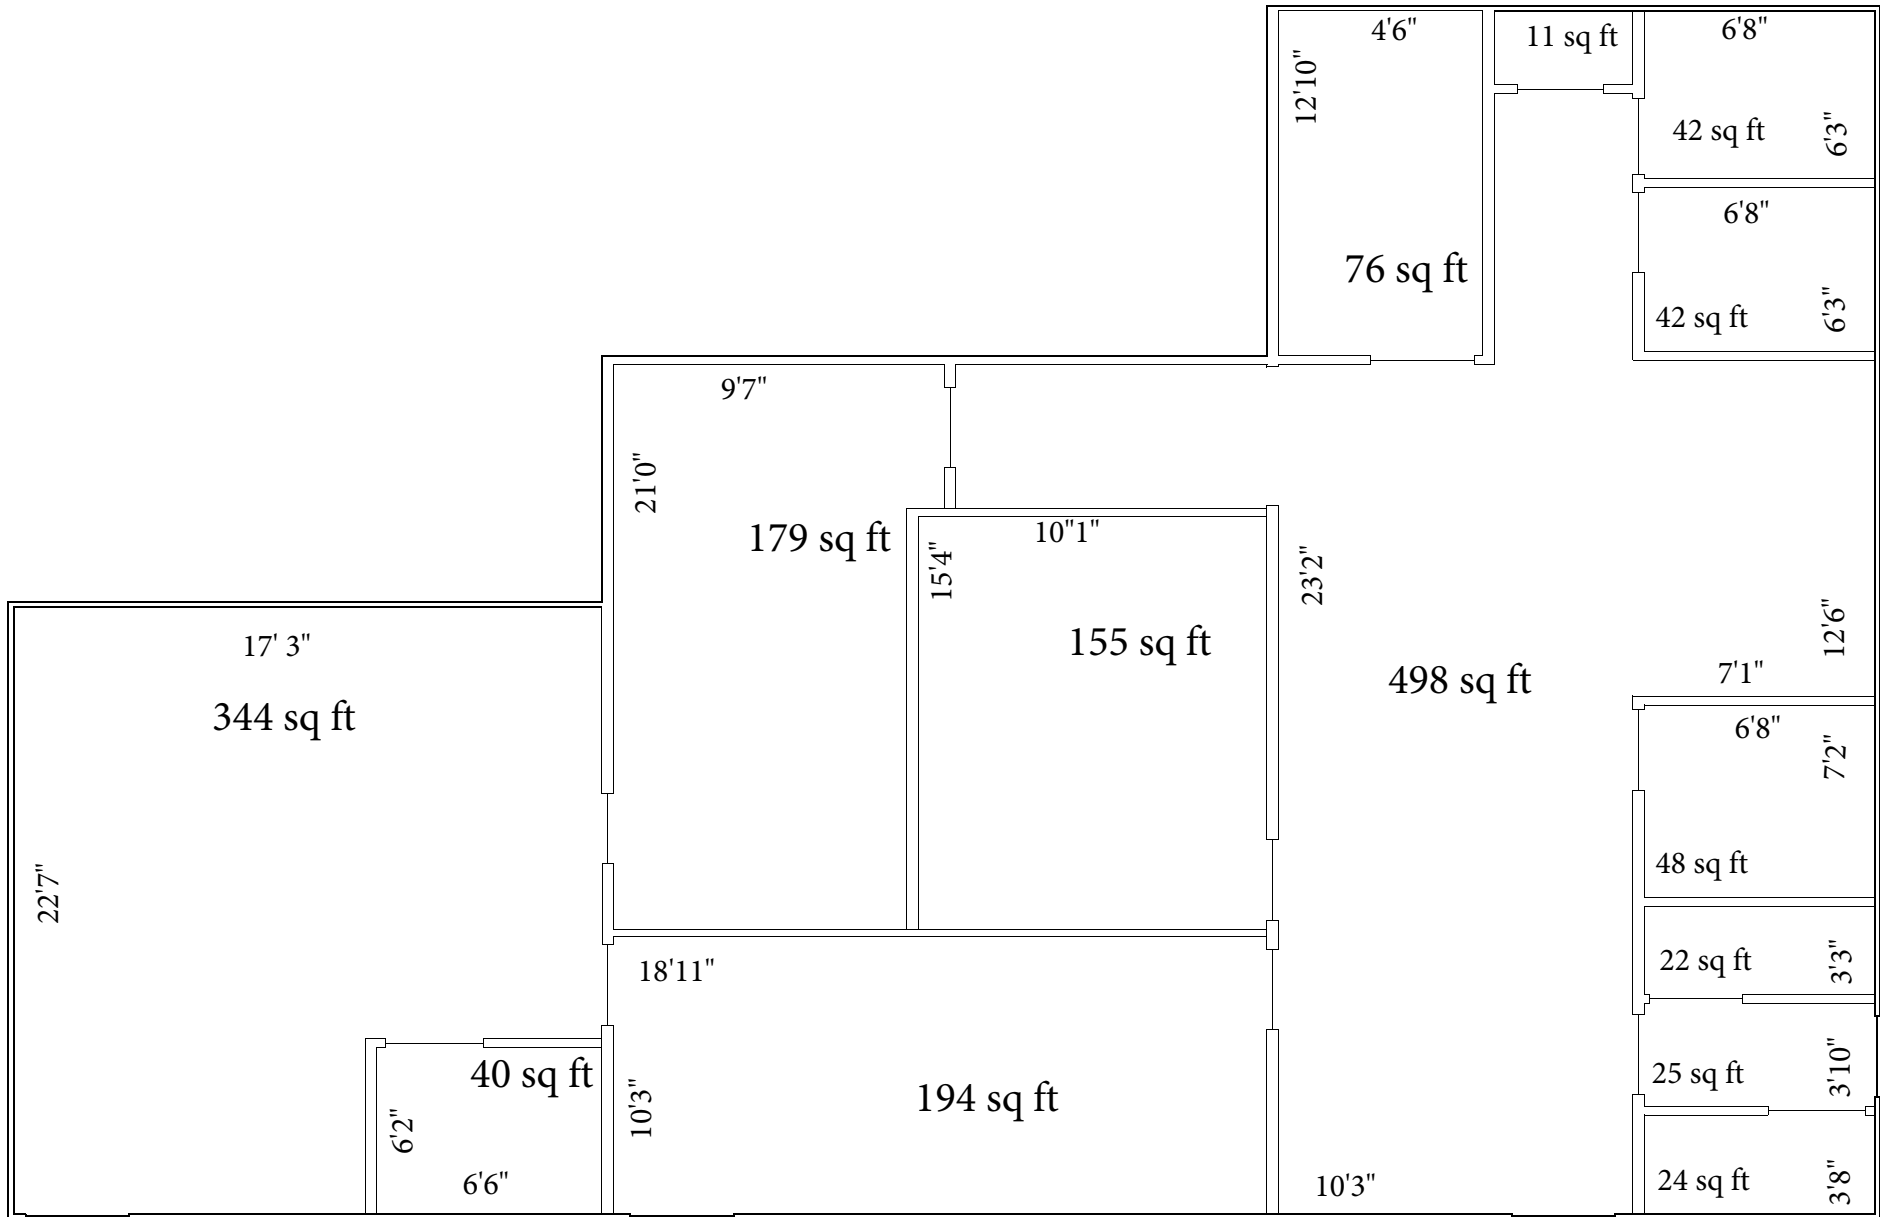 4'6"
11 sq ft
6'8"
12'10"
42 sq ft
6'3"
6'8"
76 sq ft
42 sq ft
6'3"
9'7"
21'0"
179 sq ft
10"1"
15'4"
23'2"
155 sq ft
12'6"
17' 3"
344 sq ft
498 sq ft
7'1"
6'8"
7'2"
48 sq ft
22'7"
18'11"
22 sq ft
3'3"
40 sq ft
25 sq ft
3'10"
6'2"
10'3"
194 sq ft
6'6"
10'3"
24 sq ft
3'8"